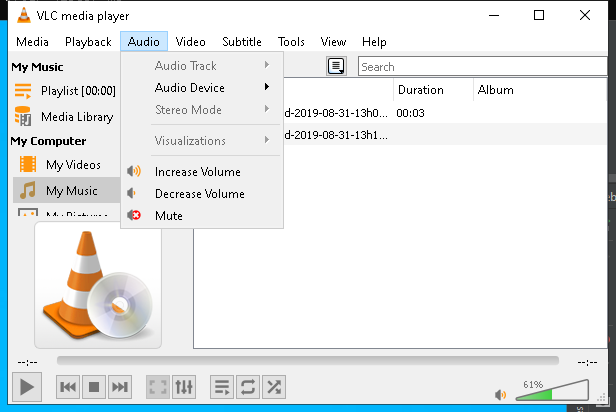 VLC media player
Media Playback Audio Video Subtitle Tools View Help
My Music
Playlist [00:00]
Media Library
My Computer
My Videos
My Music
My Pictures
Audio Track
Audio Device
Stereo Mode
Visualizations
Increase Volume
Decrease Volume
Mute
Search
Duration Album
d-2019-08-31-13h0... 00:03
d-2019-08-31-13h1...
--:-- --:--
61%